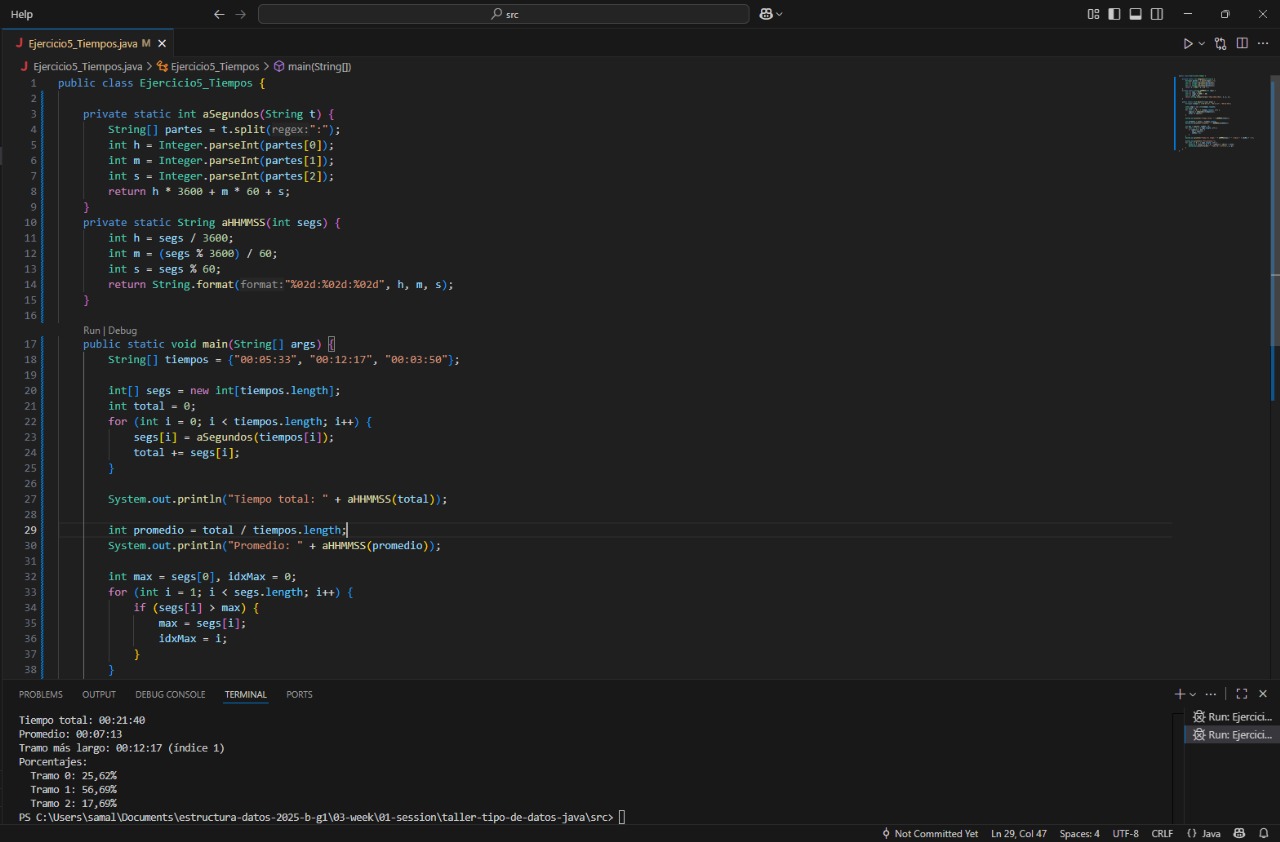 Help
src
Ejercicio5_Tiempos.java M
Ejercicio5_Tiempos.java > Ejercicio5_Tiempos > main(String[])
1 public class Ejercicio5_Tiempos {
2
3 private static int aSegundos(String t) {
4 String[] partes = t.split(regex:":");
5 int h = Integer.parseInt(partes[0]);
6 int m = Integer.parseInt(partes[1]);
7 int s = Integer.parseInt(partes[2]);
8 return h * 3600 + m * 60 + s;
9 }
10 private static String aHHMMSS(int segs) {
11 int h = segs / 3600;
12 int m = (segs % 3600) / 60;
13 int s = segs % 60;
14 return String.format(format:"%02d:%02d:%02d", h, m, s);
15 }
16
Run | Debug
17 public static void main(String[] args) {
18 String[] tiempos = {"00:05:33", "00:12:17", "00:03:50"};
19
20 int[] segs = new int[tiempos.length];
21 int total = 0;
22 for (int i = 0; i < tiempos.length; i++) {
23 segs[i] = aSegundos(tiempos[i]);
24 total += segs[i];
25 }
26
27 System.out.println("Tiempo total: " + aHHMMSS(total));
28
29 int promedio = total / tiempos.length;
30 System.out.println("Promedio: " + aHHMMSS(promedio));
31
32 int max = segs[0], idxMax = 0;
33 for (int i = 1; i < segs.length; i++) {
34 if (segs[i] > max) {
35 max = segs[i];
36 idxMax = i;
37 }
38 }
PROBLEMS OUTPUT DEBUG CONSOLE TERMINAL PORTS
Run: Ejercici...
Run: Ejercici...
Tiempo total: 00:21:40
Promedio: 00:07:13
Tramo más largo: 00:12:17 (índice 1)
Porcentajes:
Tramo 0: 25,62%
Tramo 1: 56,69%
Tramo 2: 17,69%
PS C:\Users\samal\Documents\estructura-datos-2025-b-g1\03-week\01-session\taller-tipo-de-datos-java\src>
Not Committed Yet Ln 29, Col 47 Spaces: 4 UTF-8 CRLF {} Java